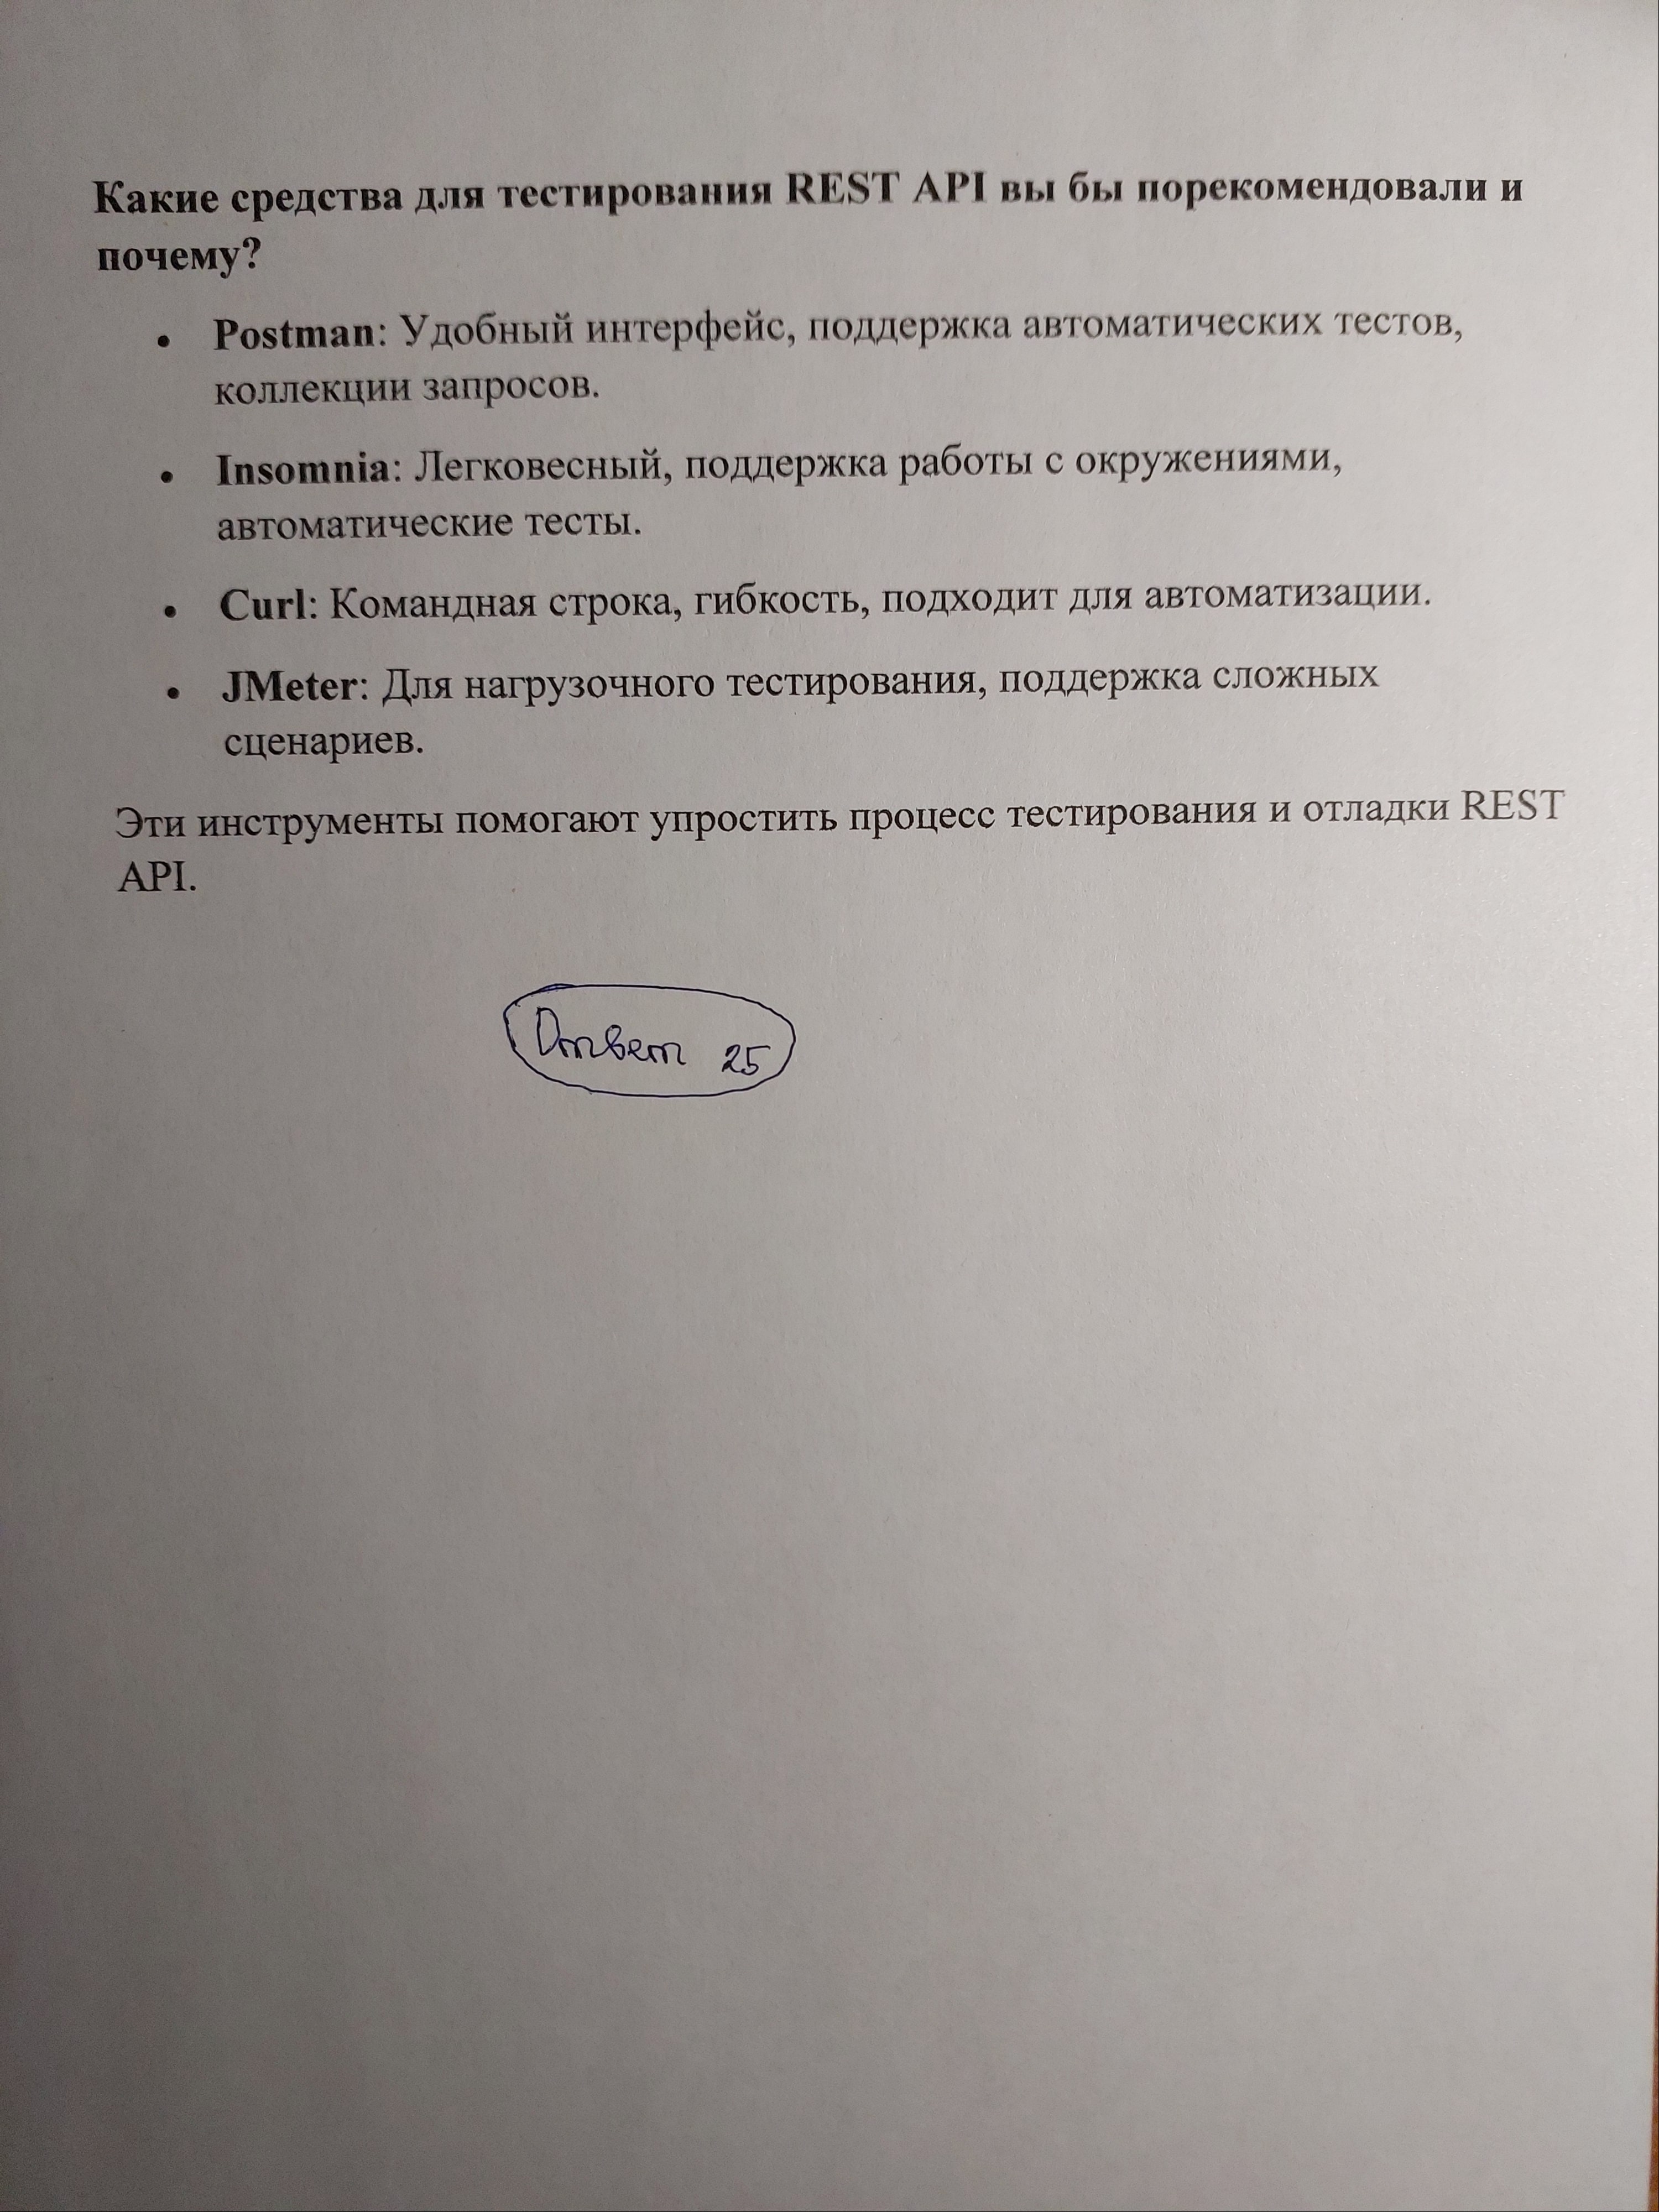 Какие средства для тестирования REST API вы бы порекомендовали и
почему?
• Postman: Удобный интерфейс, поддержка автоматических тестов,
коллекции запросов.
• Insomnia: Легковесный, поддержка работы с окружениями,
автоматические тесты.
• Curl: Командная строка, гибкость, подходит для автоматизации.
• JMeter: Для нагрузочного тестирования, поддержка сложных
сценариев.
Эти инструменты помогают упростить процесс тестирования и отладки REST
API.
Ответ 25